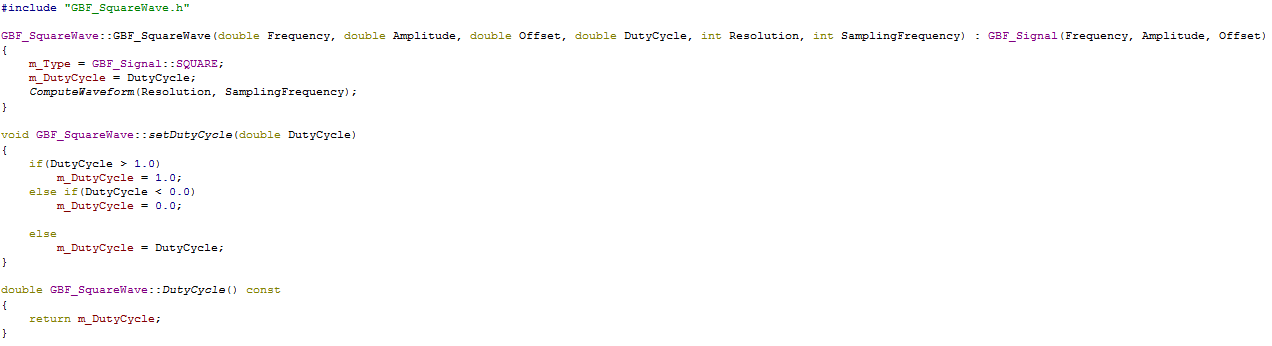 #include "GBF_SquareWave.h"
GBF_SquareWave::GBF_SquareWave(double Frequency, double Amplitude, double Offset, double DutyCycle, int Resolution, int SamplingFrequency) : GBF_Signal(Frequency, Amplitude, Offset)
{
    m_Type = GBF_Signal::SQUARE;
    m_DutyCycle = DutyCycle;
    ComputeWaveform(Resolution, SamplingFrequency);
}
void GBF_SquareWave::setDutyCycle(double DutyCycle)
{
    if(DutyCycle > 1.0)
        m_DutyCycle = 1.0;
    else if(DutyCycle < 0.0)
        m_DutyCycle = 0.0;
    else
        m_DutyCycle = DutyCycle;
}
double GBF_SquareWave::DutyCycle() const
{
    return m_DutyCycle;
}